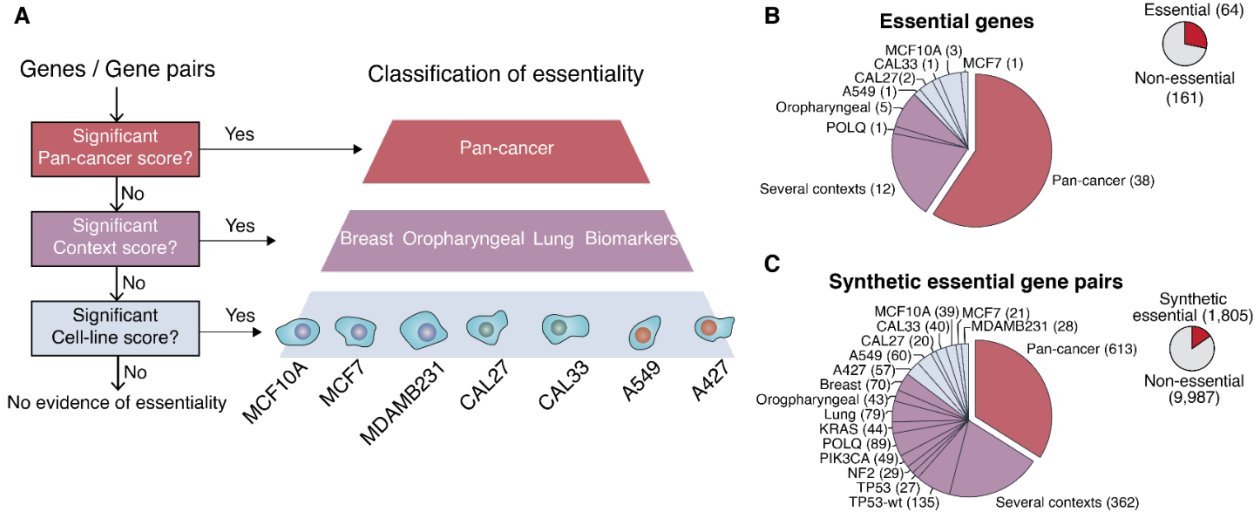 A
Genes / Gene pairs
Classification of essentiality
Significant
Pan-cancer score?
Yes
Pan-cancer
No
Significant
Context score?
Yes
Breast Oropharyngeal Lung Biomarkers
No
Significant
Cell-line score?
Yes
No
No evidence of essentiality
MCF10A
MCF7
MDAMB231
CAL27
CAL33
A549
A427
B
Essential genes
Essential (64)
Non-essential
(161)
MCF10A (3)
MCF7 (1)
CAL33 (1)
CAL27(2)
A549 (1)
Oropharyngeal (5)
POLQ (1)
Several contexts (12)
Pan-cancer (38)
C
Synthetic essential gene pairs
Synthetic
essential (1,805)
Non-essential
(9,987)
MCF10A (39)
MCF7 (21)
CAL33 (40)
MDAMB231 (28)
CAL27 (20)
Pan-cancer (613)
A549 (60)
A427 (57)
Breast (70)
Orogpharyngeal (43)
Lung (79)
KRAS (44)
POLQ (89)
PIK3CA (49)
NF2 (29)
TP53 (27)
TP53-wt (135)
Several contexts (362)